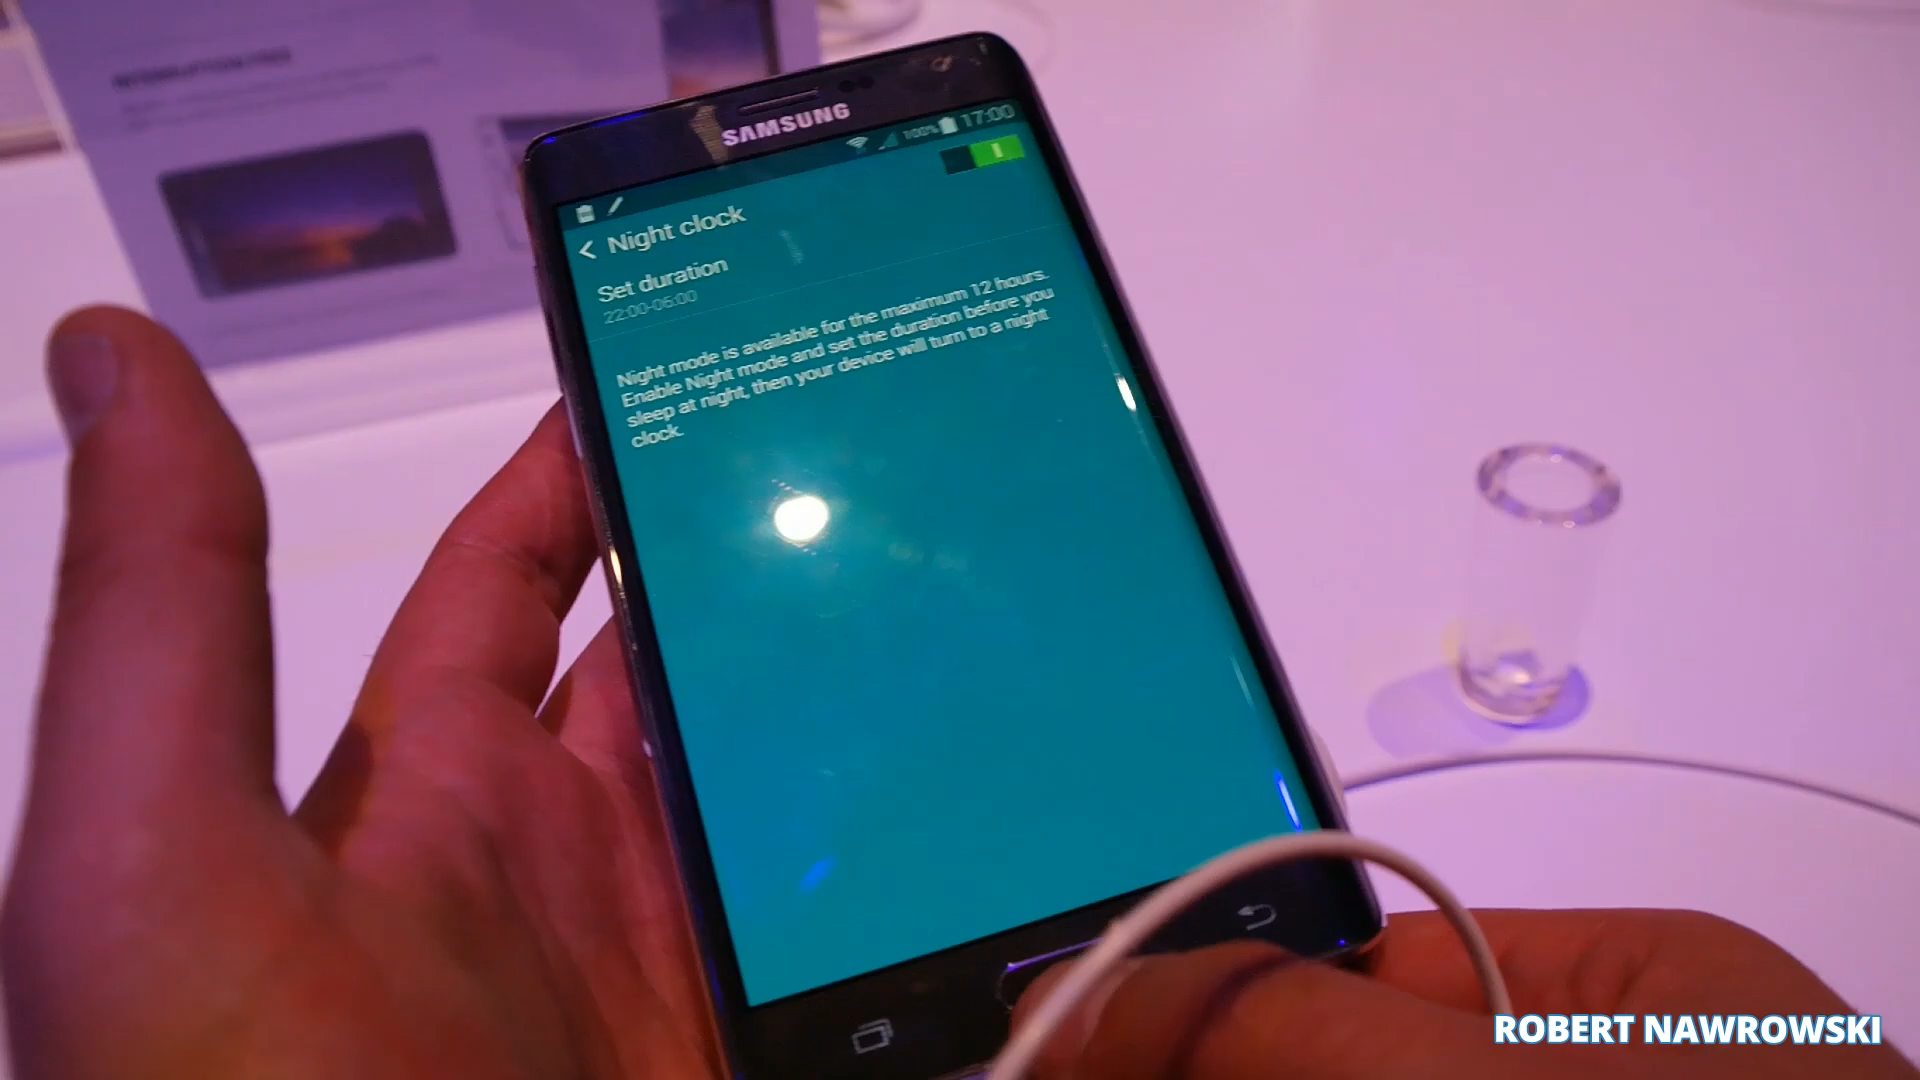 SAMSUNG
100% 17:00
Night clock
Set duration
22:00-06:00
Night mode is available for the maximum 12 hours.
Enable Night mode and set the duration before you
sleep at night, then your device will turn to a night
clock.
ROBERT NAWROWSKI